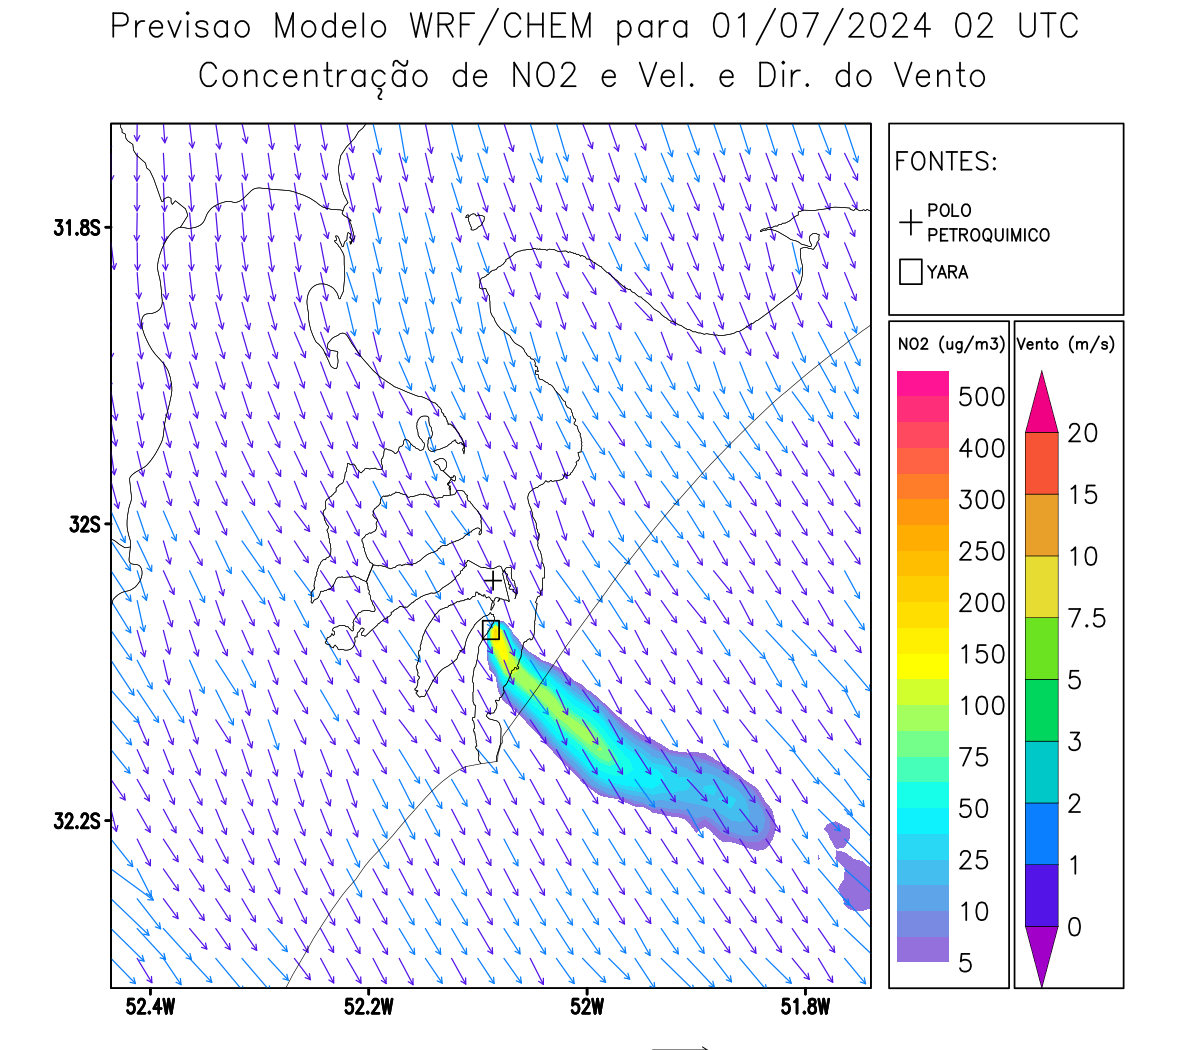 Previsao Modelo WRF/CHEM para 01/07/2024 02 UTC
Concentração de NO2 e Vel. e Dir. do Vento
FONTES:
POLO
PETROQUIMICO
YARA
NO2 (ug/m3)
500
400
300
250
200
150
100
75
50
25
10
5
Vento (m/s)
20
15
10
7.5
5
3
2
1
0
31.8S
32S
32.2S
52.4W
52.2W
52W
51.8W